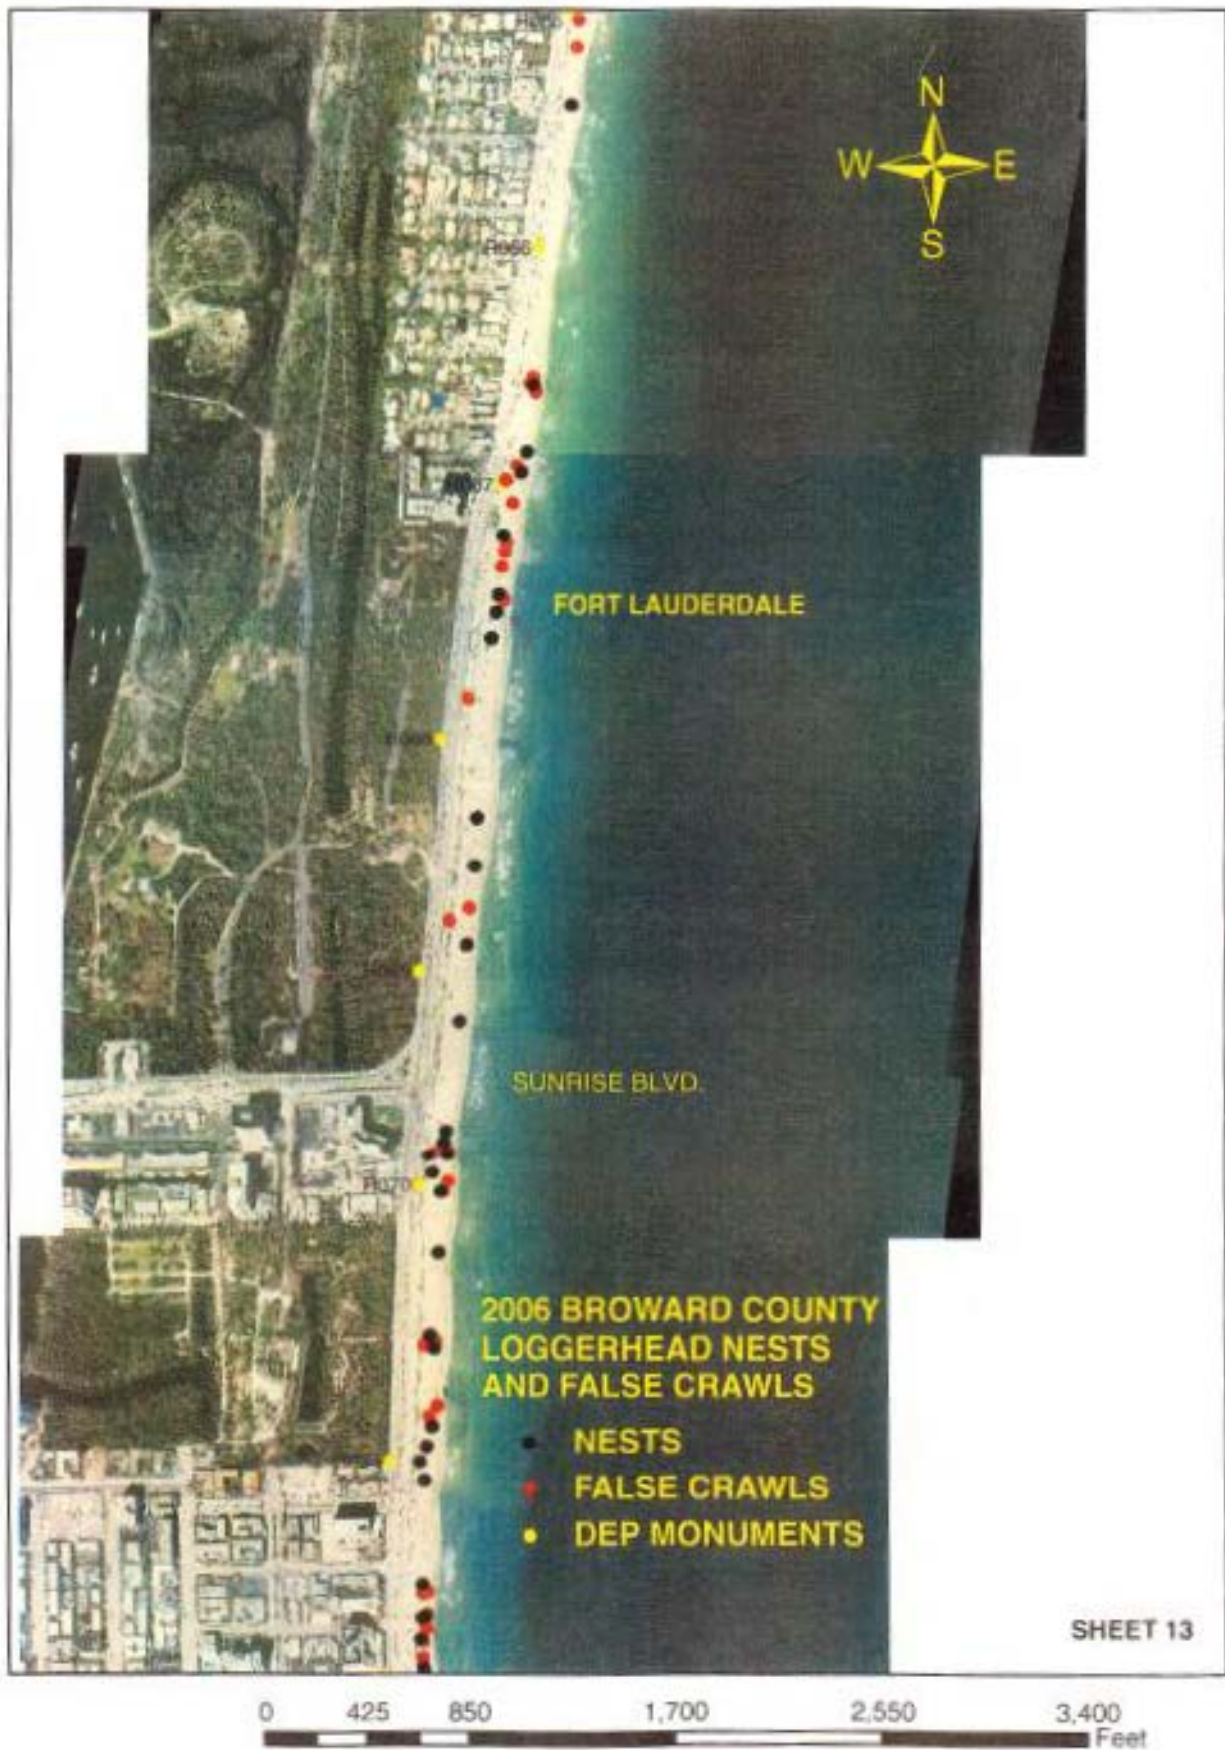 N
W E
S
R066
FORT LAUDERDALE
SUNRISE BLVD.
R070
2006 BROWARD COUNTY
LOGGERHEAD NESTS
AND FALSE CRAWLS
NESTS
FALSE CRAWLS
DEP MONUMENTS
SHEET 13
0 425 850 1,700 2,550 3,400
Feet